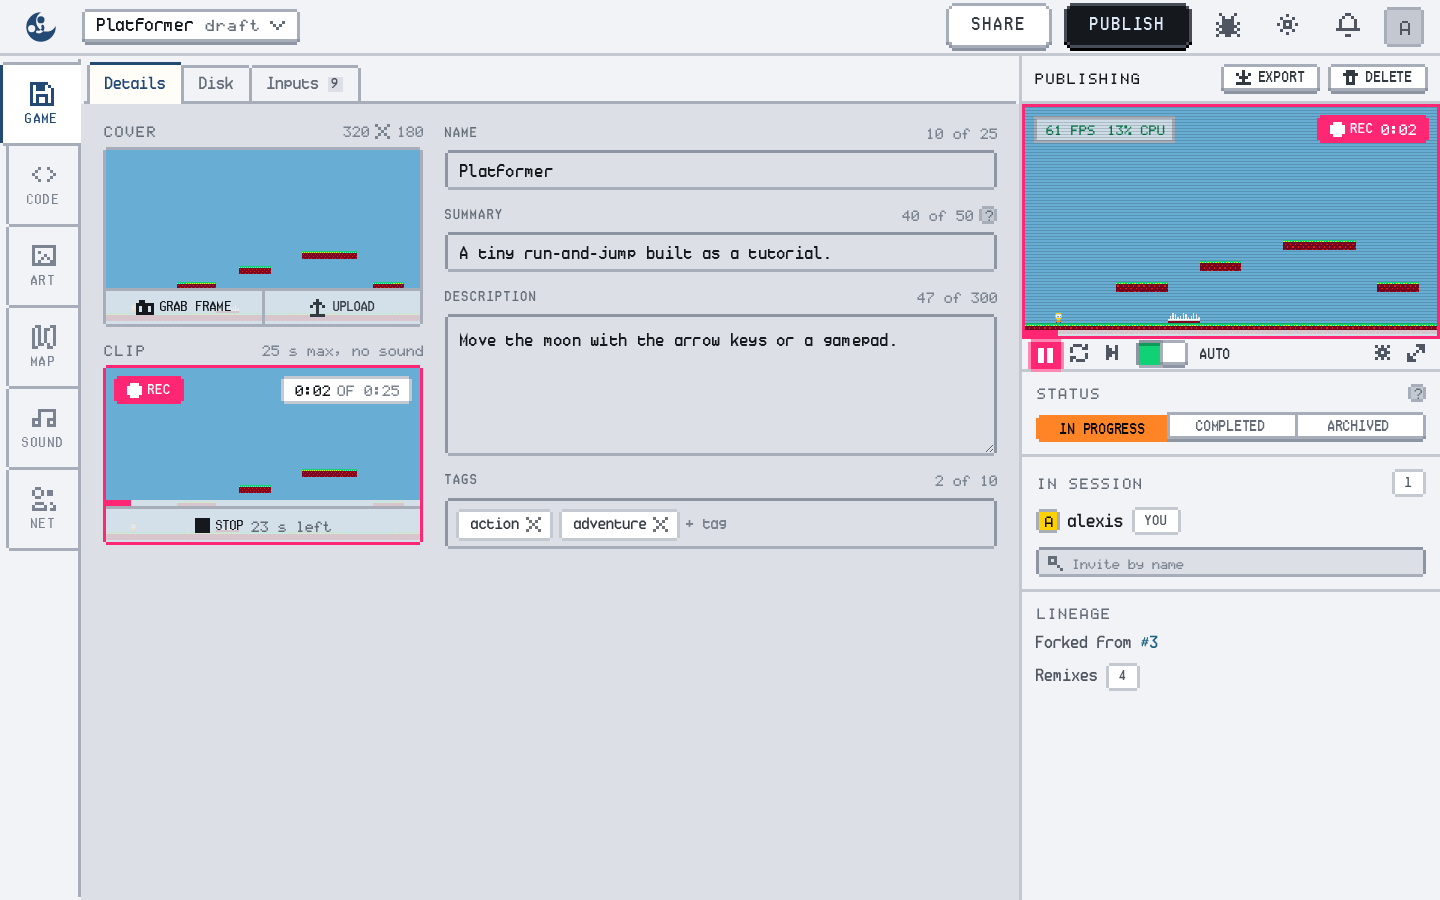 Platformer draft
SHARE
PUBLISH
A
GAME
CODE
ART
MAP
SOUND
NET
Details
Disk
Inputs 9
COVER
320 X 180
GRAB FRAME
UPLOAD
CLIP
25 s max, no sound
REC
0:02 OF 0:25
STOP 23 s left
NAME
10 of 25
Platformer
SUMMARY
40 of 50 ?
A tiny run-and-jump built as a tutorial.
DESCRIPTION
47 of 300
Move the moon with the arrow keys or a gamepad.
TAGS
2 of 10
action
adventure
+ tag
PUBLISHING
EXPORT
DELETE
61 FPS 13% CPU
REC 0:02
AUTO
STATUS
?
IN PROGRESS
COMPLETED
ARCHIVED
IN SESSION
1
A alexis YOU
Invite by name
LINEAGE
Forked from #3
Remixes 4